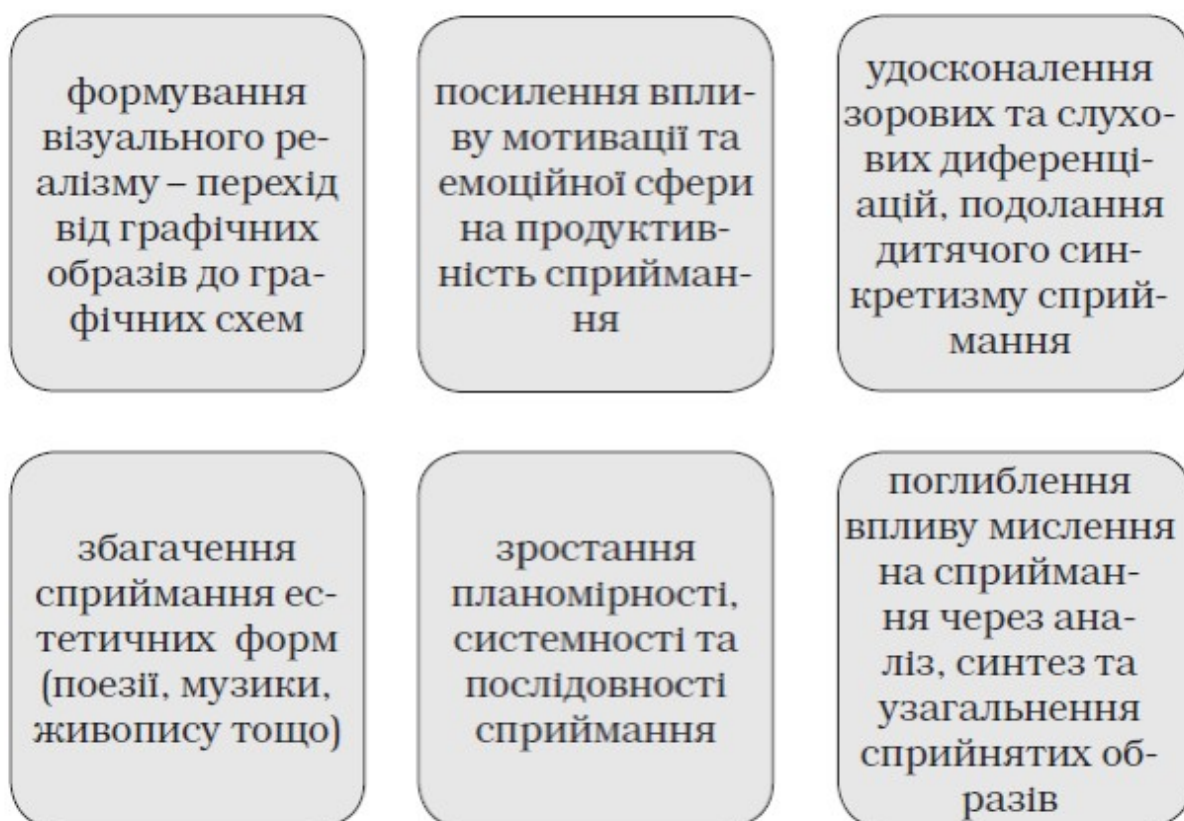 формування
візуального ре-
алізму – перехід
від графічних
образів до гра-
фічних схем
посилення впли-
ву мотивації та
емоційної сфери
на продуктив-
ність сприйман-
ня
удосконалення
зорових та слухо-
вих диференці-
ацій, подолання
дитячого син-
кретизму сприй-
мання
збагачення
сприймання ес-
тетичних форм
(поезії, музики,
живопису тощо)
зростання
планомірності,
системності та
послідовності
сприймання
поглиблення
впливу мислення
на сприйман-
ня через ана-
ліз, синтез та
узагальнення
сприйнятих об-
разів